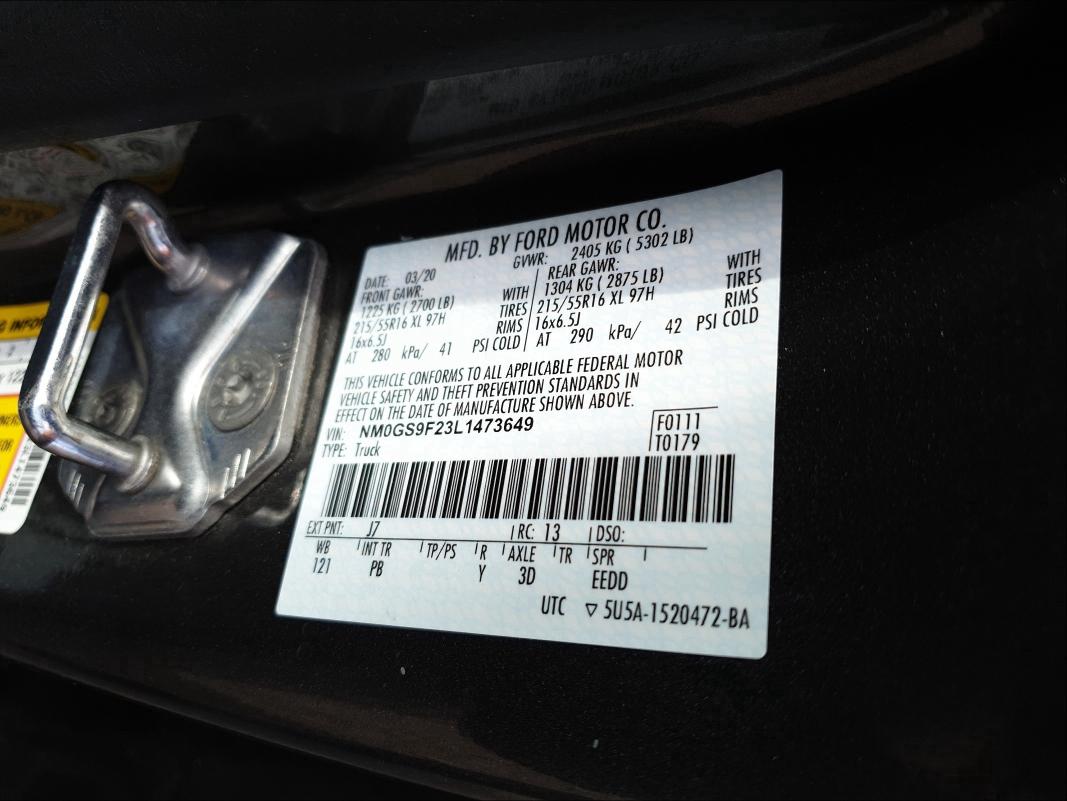 MFD. BY FORD MOTOR CO.
DATE: 03/20 GVWR: 2405 KG ( 5302 LB)
FRONT GAWR: REAR GAWR:
1225 KG ( 2700 LB) WITH 1304 KG ( 2875 LB) WITH
215/55R16 XL 97H TIRES 215/55R16 XL 97H TIRES
16x6.5J RIMS 16x6.5J RIMS
AT 280 kPa/ 41 PSI COLD AT 290 kPa/ 42 PSI COLD
THIS VEHICLE CONFORMS TO ALL APPLICABLE FEDERAL MOTOR
VEHICLE SAFETY AND THEFT PREVENTION STANDARDS IN
EFFECT ON THE DATE OF MANUFACTURE SHOWN ABOVE.
VIN: NM0GS9F23L1473649 F0111
TYPE: Truck T0179
EXT PNT: J7 RC: 13 DSO:
WB INT TR TP/PS R AXLE TR SPR
121 PB Y 3D EEDD
UTC ▽ 5U5A-1520472-BA